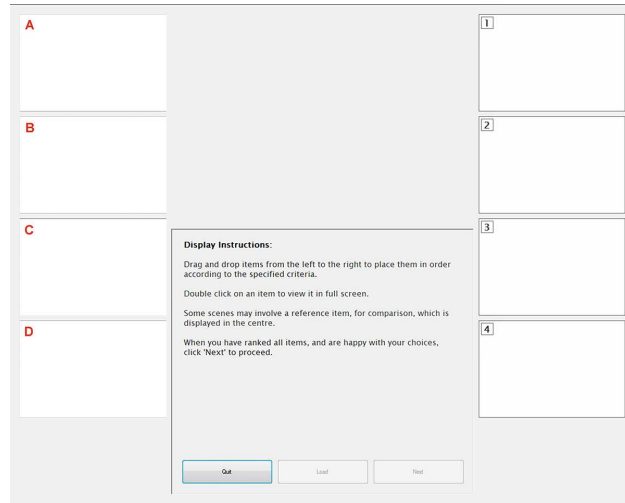 A
1
B
2
C
3
Display Instructions:
Drag and drop items from the left to the right to place them in order
according to the specified criteria.
Double click on an item to view it in full screen.
Some scenes may involve a reference item, for comparison, which is
displayed in the centre.
When you have ranked all items, and are happy with your choices,
click 'Next' to proceed.
D
4
Quit
Load
Next